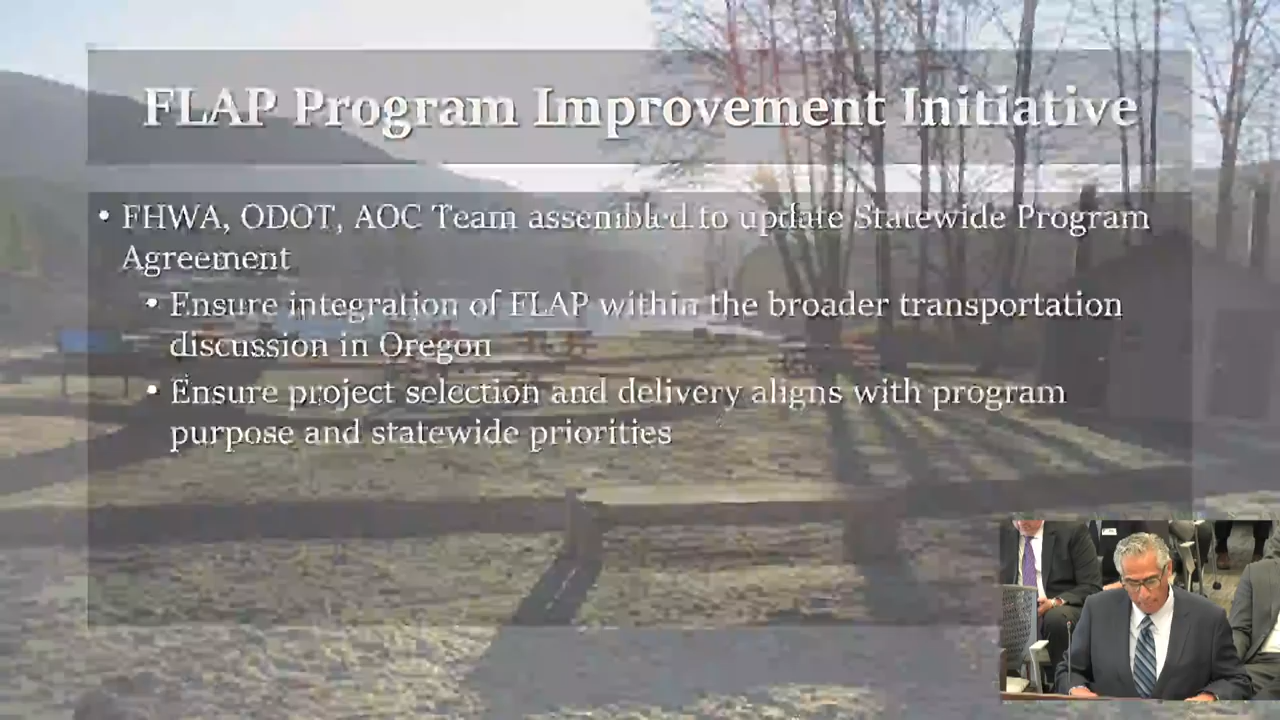 FLAP Program Improvement Initiative
• FHWA, ODOT, AOC Team assembled to update Statewide Program
Agreement
• Ensure integration of FLAP within the broader transportation
discussion in Oregon
• Ensure project selection and delivery aligns with program
purpose and statewide priorities